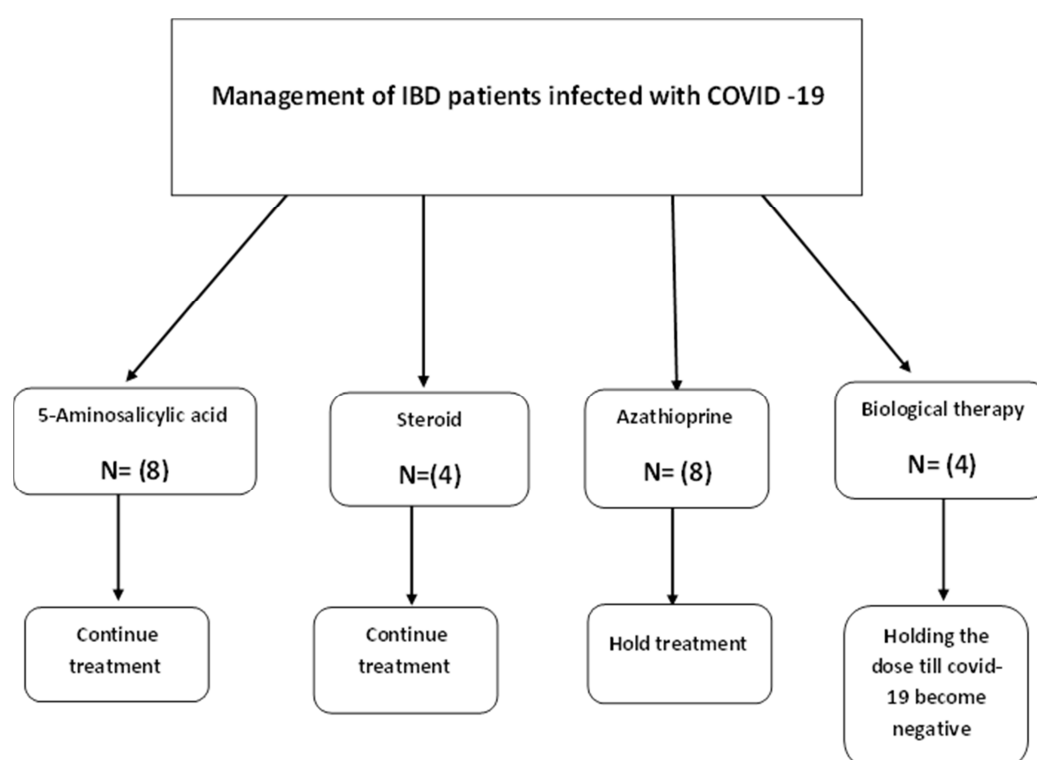 Management of IBD patients infected with COVID -19
5-Aminosalicylic acid
N= (8)
Steroid
N=(4)
Azathioprine
N= (8)
Biological therapy
N= (4)
Continue
treatment
Continue
treatment
Hold treatment
Holding the
dose till covid-
19 become
negative